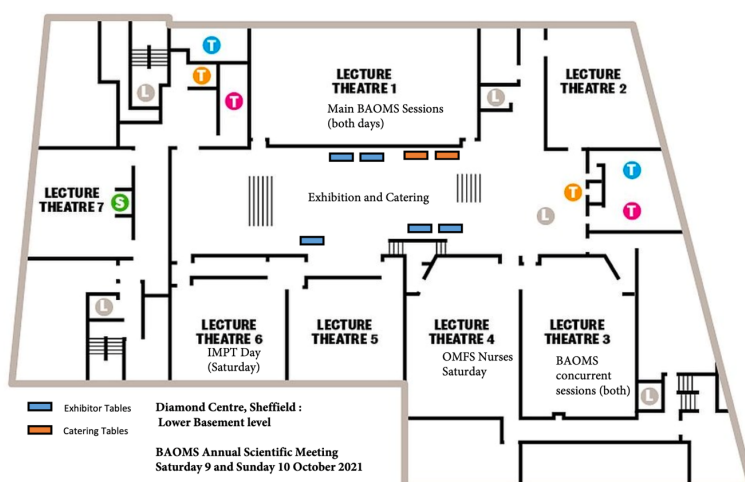 T
T
T
L
LECTURE
THEATRE 1
Main BAOMS Sessions
(both days)
L
LECTURE
THEATRE 2
LECTURE
THEATRE 7
S
Exhibition and Catering
L
T
T
T
L
LECTURE
THEATRE 6
IMPT Day
(Saturday)
LECTURE
THEATRE 5
LECTURE
THEATRE 4
OMFS Nurses
Saturday
LECTURE
THEATRE 3
BAOMS
concurrent
sessions (both)
L
Exhibitor Tables
Catering Tables
Diamond Centre, Sheffield :
Lower Basement level
BAOMS Annual Scientific Meeting
Saturday 9 and Sunday 10 October 2021